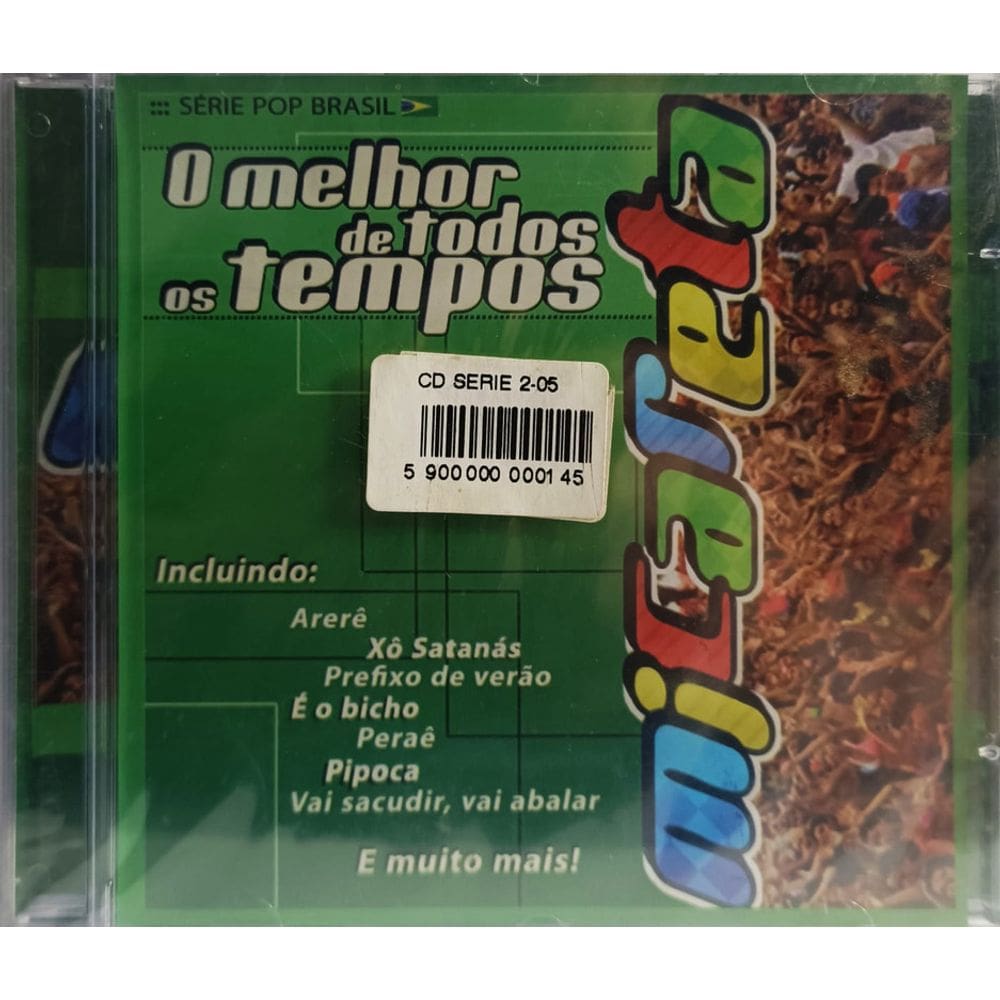 SÉRIE POP BRASIL
O melhor
de todos
os tempos
micareta
CD SERIE 2-05
5 900000 000145
Incluindo:
Arerê
Xô Satanás
Prefixo de verão
É o bicho
Peraê
Pipoca
Vai sacudir, vai abalar
E muito mais!